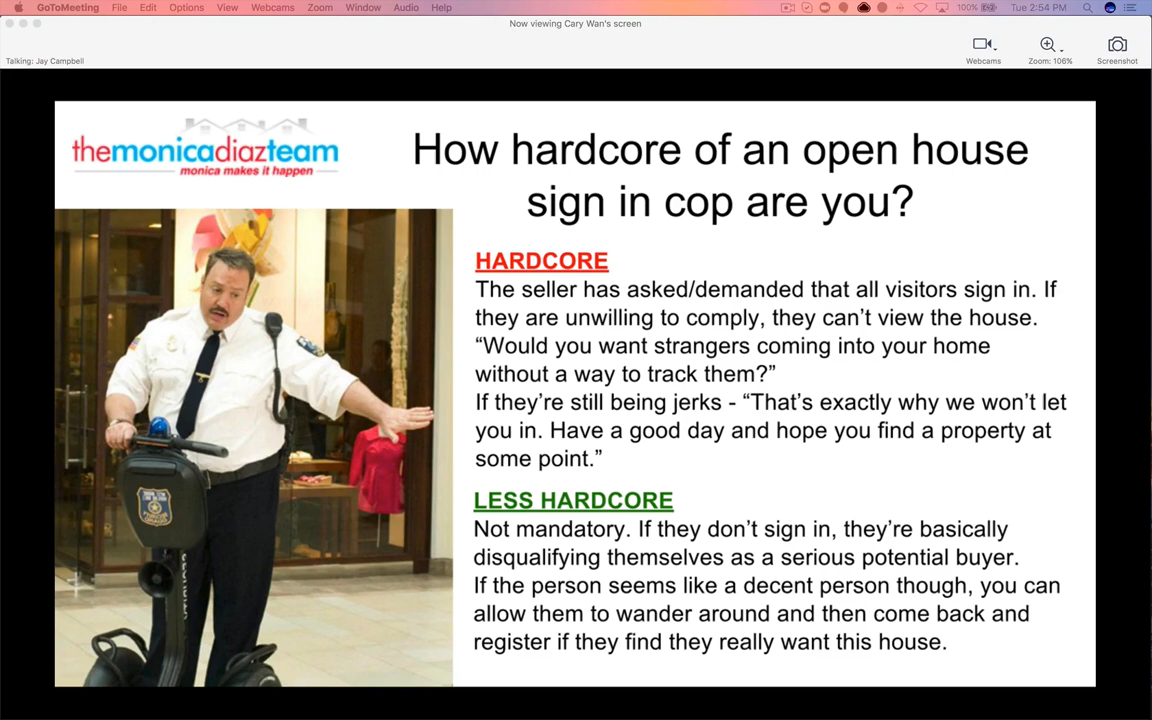 GoToMeeting File Edit Options View Webcams Zoom Window Audio Help 100% Tue 2:54 PM
Now viewing Cary Wan's screen
Talking: Jay Campbell
Webcams Zoom: 106% Screenshot
themonicadiazteam
monica makes it happen
How hardcore of an open house
sign in cop are you?
HARDCORE
The seller has asked/demanded that all visitors sign in. If
they are unwilling to comply, they can’t view the house.
“Would you want strangers coming into your home
without a way to track them?”
If they’re still being jerks - “That’s exactly why we won’t let
you in. Have a good day and hope you find a property at
some point.”
LESS HARDCORE
Not mandatory. If they don’t sign in, they’re basically
disqualifying themselves as a serious potential buyer.
If the person seems like a decent person though, you can
allow them to wander around and then come back and
register if they find they really want this house.